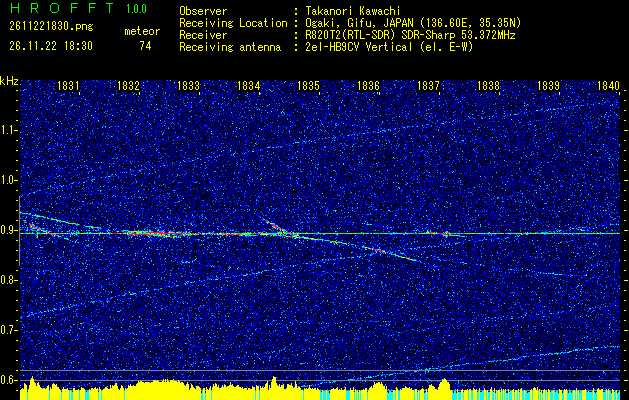 HROFFT 1.0.0
2611221830.png
meteor
26.11.22 18:30 74
Observer : Takanori Kawachi
Receiving Location : Ogaki, Gifu, JAPAN (136.60E, 35.35N)
Receiver : R820T2(RTL-SDR) SDR-Sharp 53.372MHz
Receiving antenna : 2el-HB9CV Vertical (el. E-W)
kHz 1831 1832 1833 1834 1835 1836 1837 1838 1839 1840
1.1
1.0
0.9
0.8
0.7
0.6